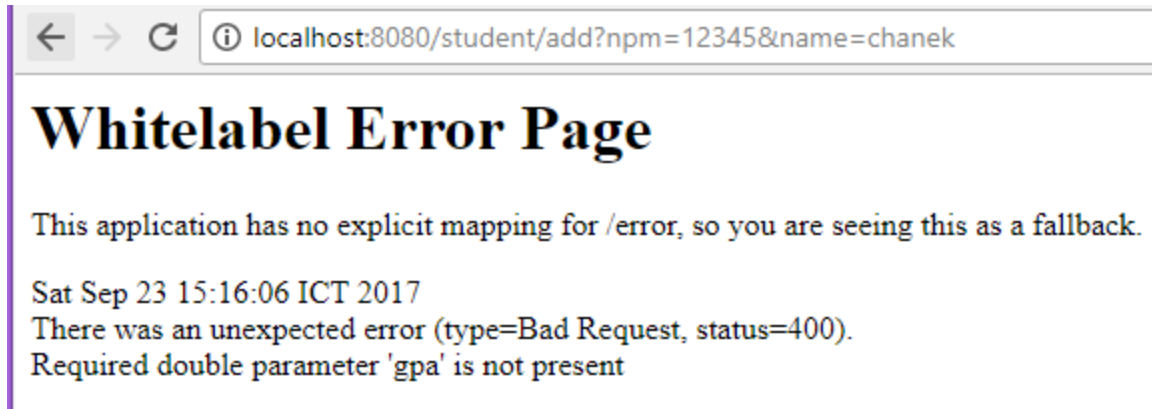 localhost:8080/student/add?npm=12345&name=chanek
Whitelabel Error Page
This application has no explicit mapping for /error, so you are seeing this as a fallback.
Sat Sep 23 15:16:06 ICT 2017
There was an unexpected error (type=Bad Request, status=400).
Required double parameter 'gpa' is not present